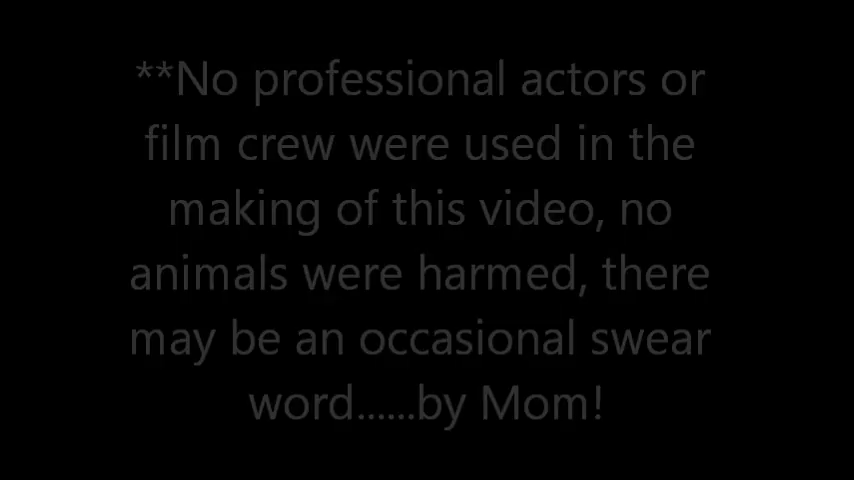 **No professional actors or
film crew were used in the
making of this video, no
animals were harmed, there
may be an occasional swear
word......by Mom!